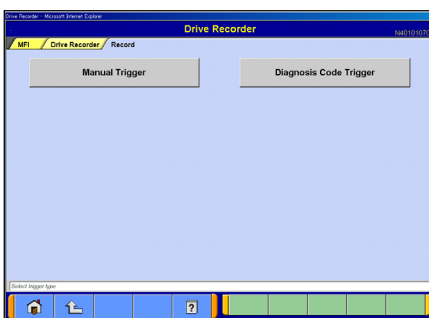 Drive Recorder - Microsoft Internet Explorer
Drive Recorder
N40101070
MFI
Drive Recorder
Record
Manual Trigger
Diagnosis Code Trigger
Select trigger type
?